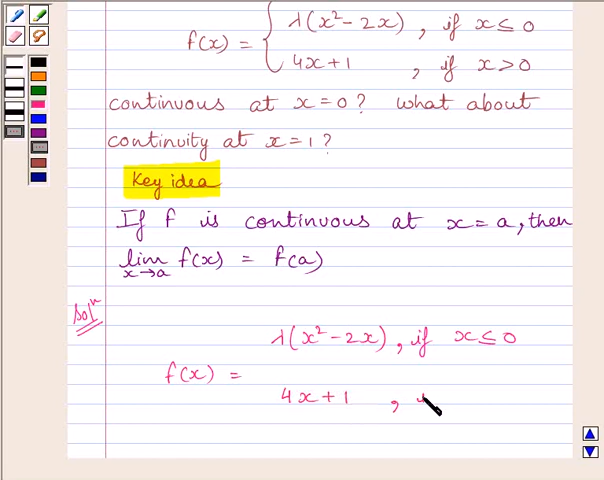 f(x) = { λ(x² - 2x) , if x ≤ 0
4x + 1 , if x > 0
continuous at x = 0 ? what about
continuity at x = 1 ?
Key idea
If f is continuous at x = a, then
lim x→a f(x) = f(a)
Solⁿ
λ(x² - 2x) , if x ≤ 0
f(x) =
4x + 1 ,